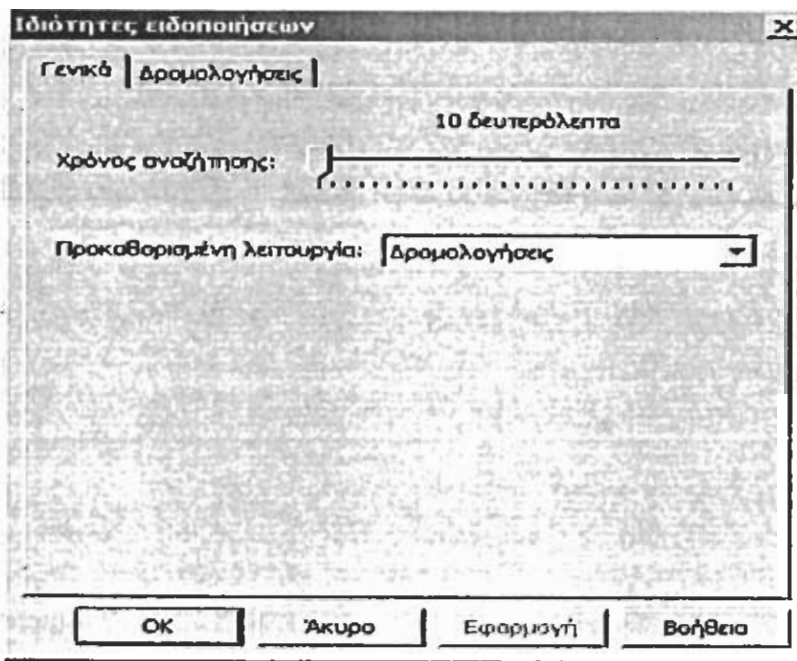 Ιδιότητες ειδοποιήσεων
Γενικά Δρομολογήσεις
10 δευτερόλεπτα
Χρόνος αναζήτησης:
Προκαθορισμένη λειτουργία: Δρομολογήσεις
OK Άκυρο Εφαρμογή Βοήθεια